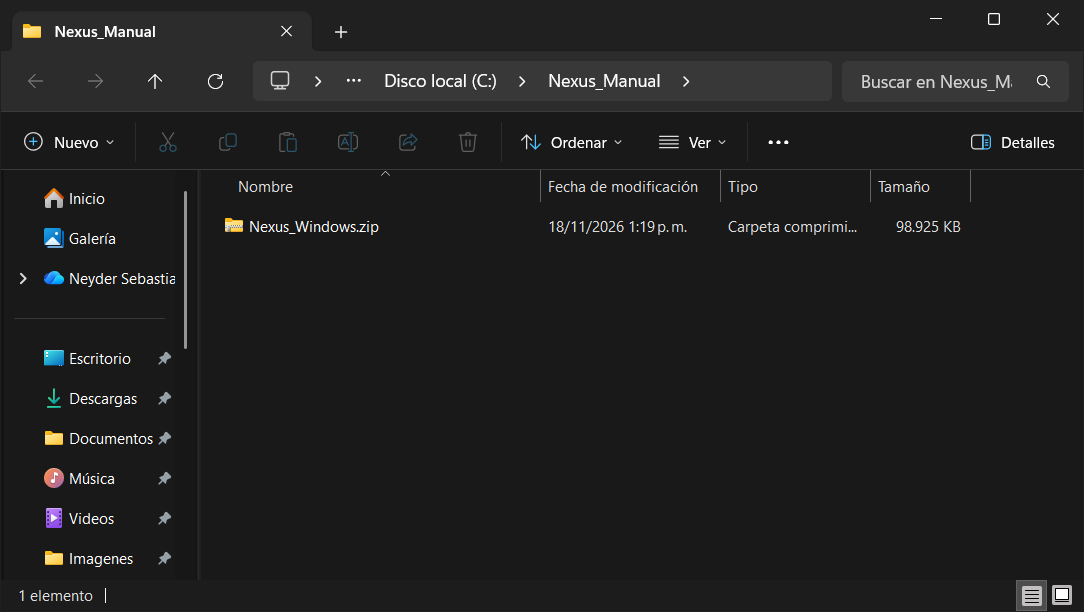 Nexus_Manual
Disco local (C:) Nexus_Manual
Buscar en Nexus_Ma
Nuevo
Ordenar
Ver
Detalles
Nombre Fecha de modificación Tipo Tamaño
Nexus_Windows.zip 18/11/2026 1:19 p. m. Carpeta comprimi... 98.925 KB
Inicio
Galería
Neyder Sebastia
Escritorio
Descargas
Documentos
Música
Videos
Imagenes
1 elemento